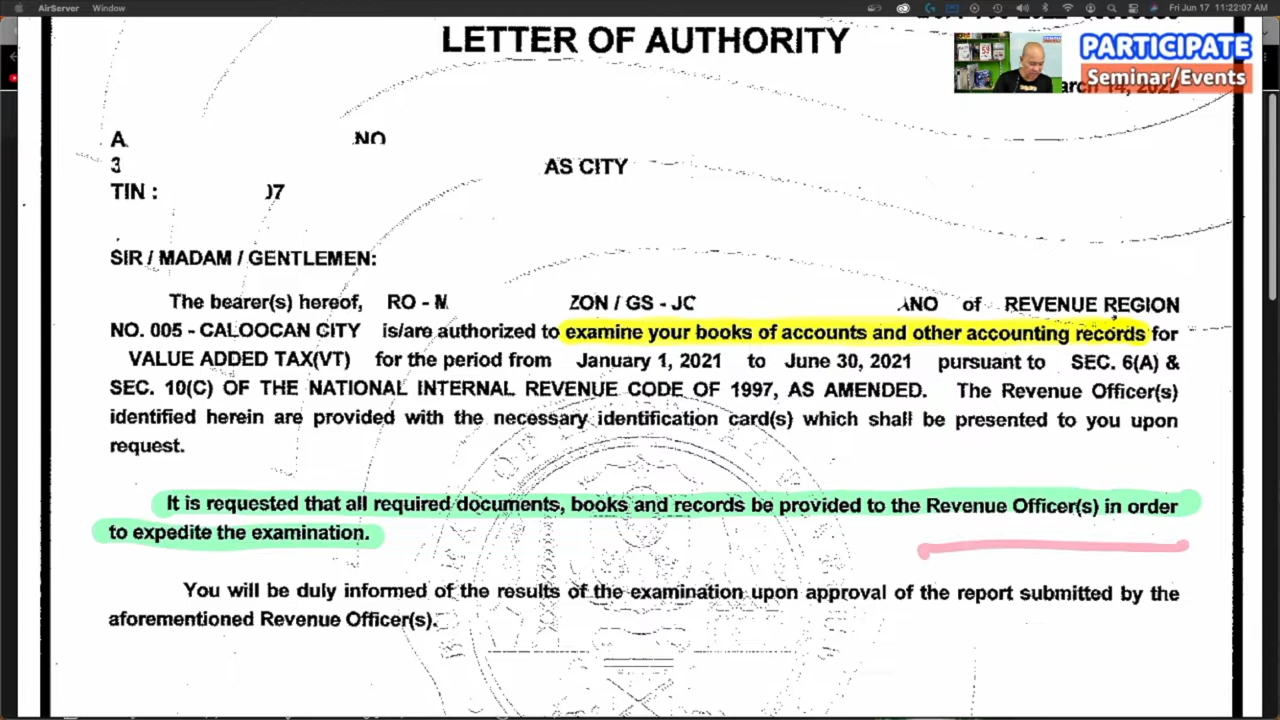 AirServer Window Fri Jun 17 11:22:07 AM
LETTER OF AUTHORITY
PARTICIPATE
Seminar/Events
14, 2022
A
NO
3
AS CITY
TIN :
07
SIR / MADAM / GENTLEMEN:
The bearer(s) hereof, RO - M ZON / GS - JC ANO of REVENUE REGION
NO. 005 - CALOOCAN CITY is/are authorized to examine your books of accounts and other accounting records for
VALUE ADDED TAX(VT) for the period from January 1, 2021 to June 30, 2021 pursuant to SEC. 6(A) &
SEC. 10(C) OF THE NATIONAL INTERNAL REVENUE CODE OF 1997, AS AMENDED. The Revenue Officer(s)
identified herein are provided with the necessary identification card(s) which shall be presented to you upon
request.
It is requested that all required documents, books and records be provided to the Revenue Officer(s) in order
to expedite the examination.
You will be duly informed of the results of the examination upon approval of the report submitted by the
aforementioned Revenue Officer(s).